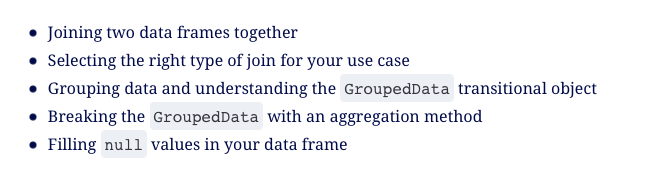 Joining two data frames together
Selecting the right type of join for your use case
Grouping data and understanding the GroupedData transitional object
Breaking the GroupedData with an aggregation method
Filling null values in your data frame